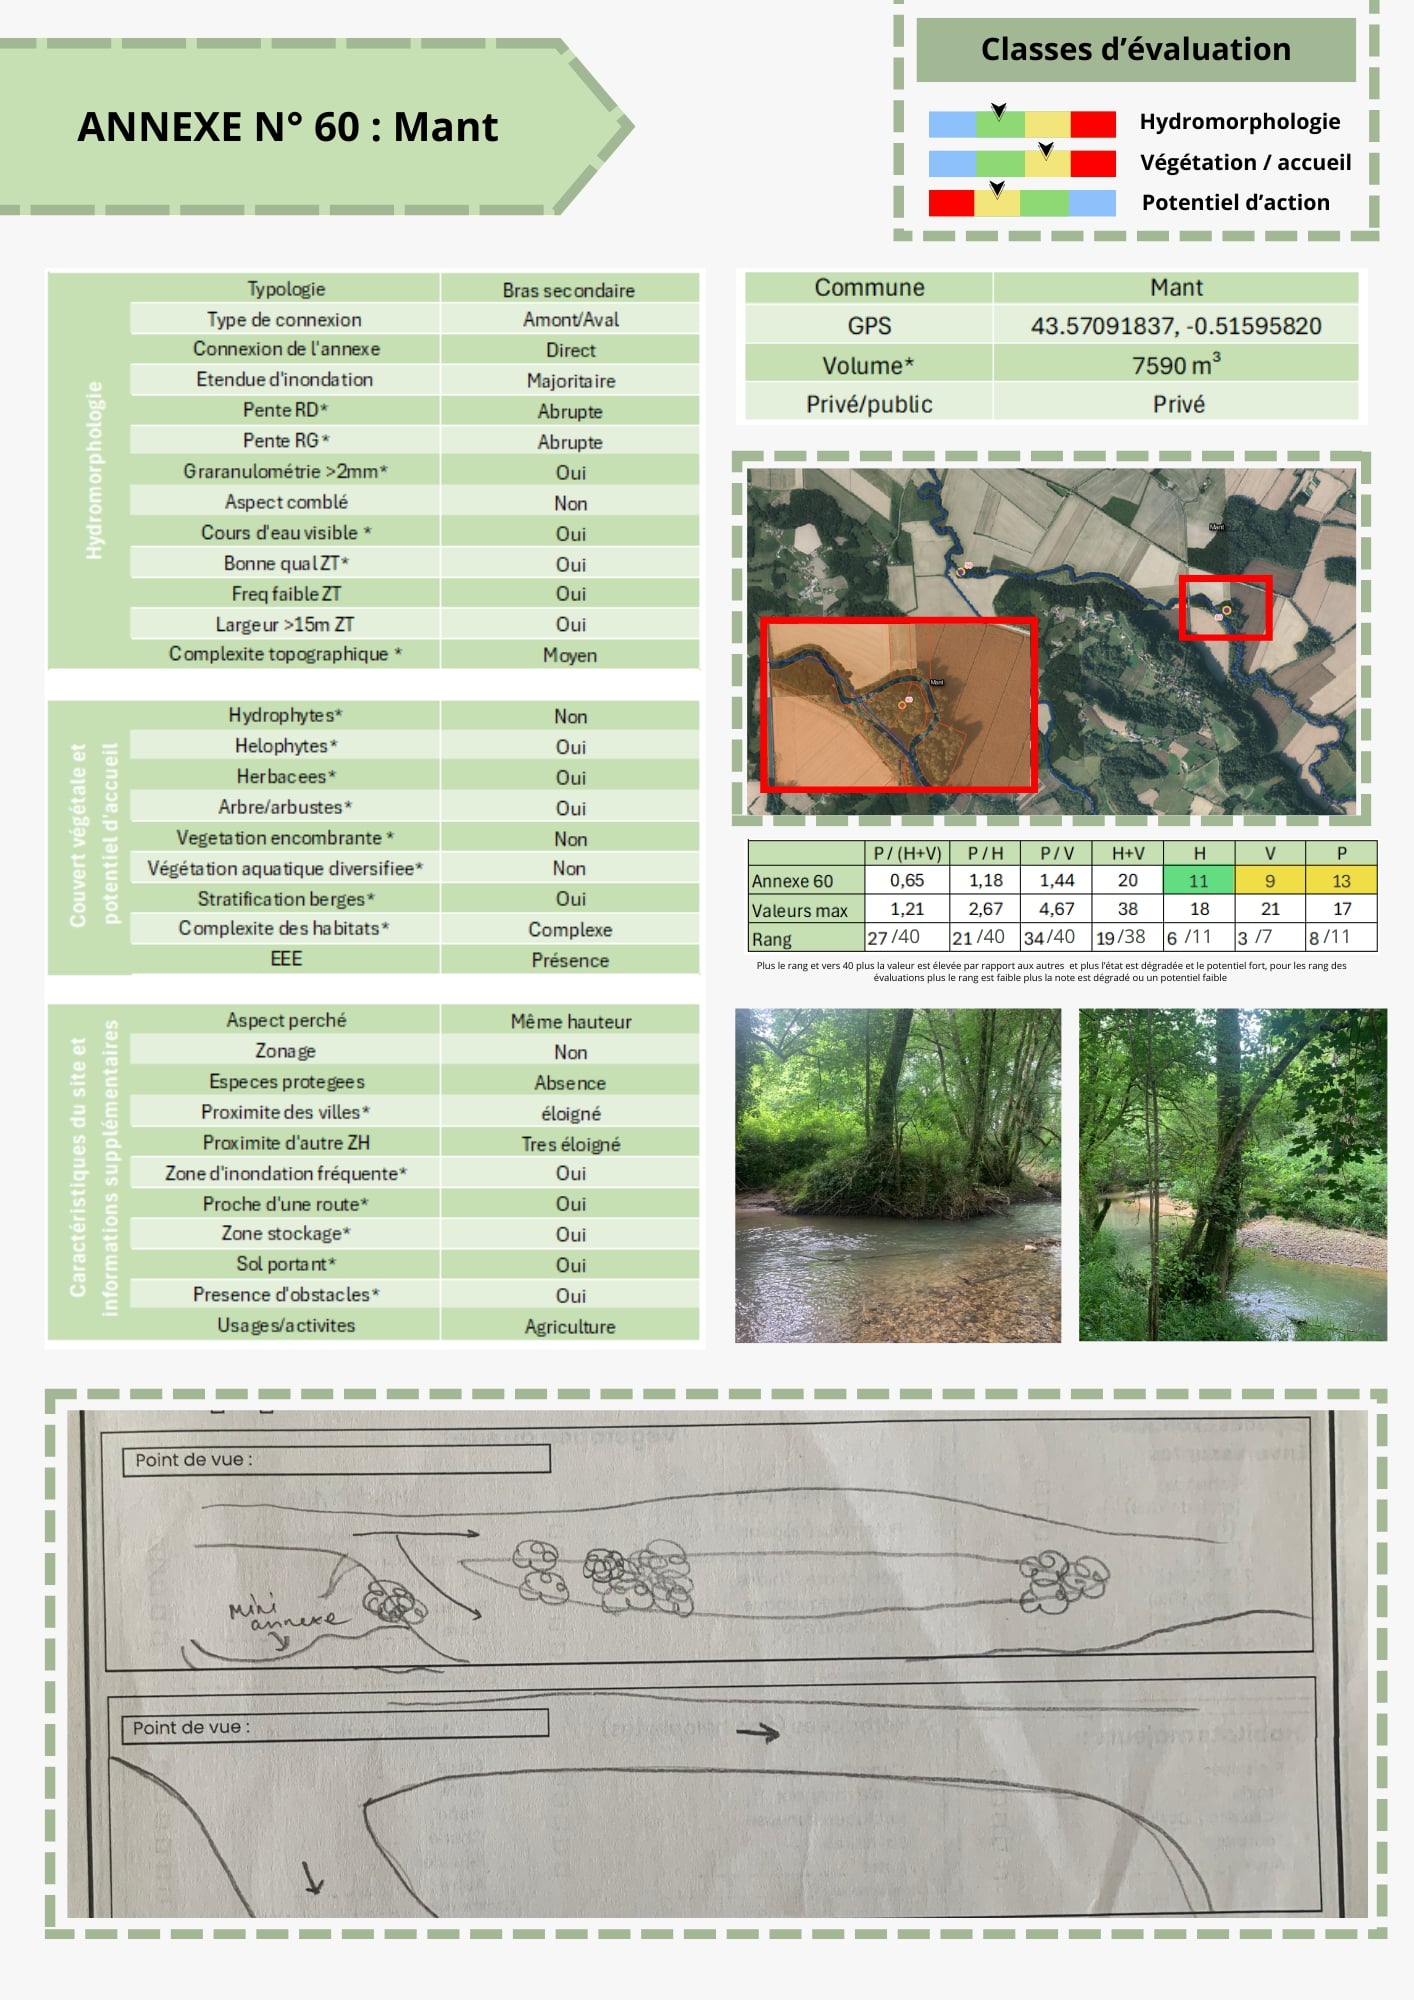 ANNEXE N° 60 : Mant
Classes d’évaluation
Hydromorphologie
Végétation / accueil
Potentiel d’action
Hydromorphologie
Typologie Bras secondaire
Type de connexion Amont/Aval
Connexion de l'annexe Direct
Etendue d'inondation Majoritaire
Pente RD* Abrupte
Pente RG* Abrupte
Graranulométrie >2mm* Oui
Aspect comblé Non
Cours d'eau visible * Oui
Bonne qual ZT* Oui
Freq faible ZT Oui
Largeur >15m ZT Oui
Complexite topographique * Moyen
Couvert végétale et
potentiel d'accueil
Hydrophytes* Non
Helophytes* Oui
Herbacees* Oui
Arbre/arbustes* Oui
Vegetation encombrante * Non
Végétation aquatique diversifiee* Non
Stratification berges* Oui
Complexite des habitats* Complexe
EEE Présence
Caractéristiques du site et
informations supplémentaires
Aspect perché Même hauteur
Zonage Non
Especes protegees Absence
Proximite des villes* éloigné
Proximite d'autre ZH Tres éloigné
Zone d'inondation fréquente* Oui
Proche d'une route* Oui
Zone stockage* Oui
Sol portant* Oui
Presence d'obstacles* Oui
Usages/activites Agriculture
Commune Mant
GPS 43.57091837, -0.51595820
Volume* 7590 m³
Privé/public Privé
Mant
Mant
P / (H+V) P / H P / V H+V H V P
Annexe 60 0,65 1,18 1,44 20 11 9 13
Valeurs max 1,21 2,67 4,67 38 18 21 17
Rang 27 /40 21 /40 34 /40 19 /38 6 /11 3 /7 8 /11
Plus le rang et vers 40 plus la valeur est élevée par rapport aux autres et plus l'état est dégradée et le potentiel fort, pour les rang des
évaluations plus le rang est faible plus la note est dégradé ou un potentiel faible
Point de vue :
mini
annexe
Point de vue :